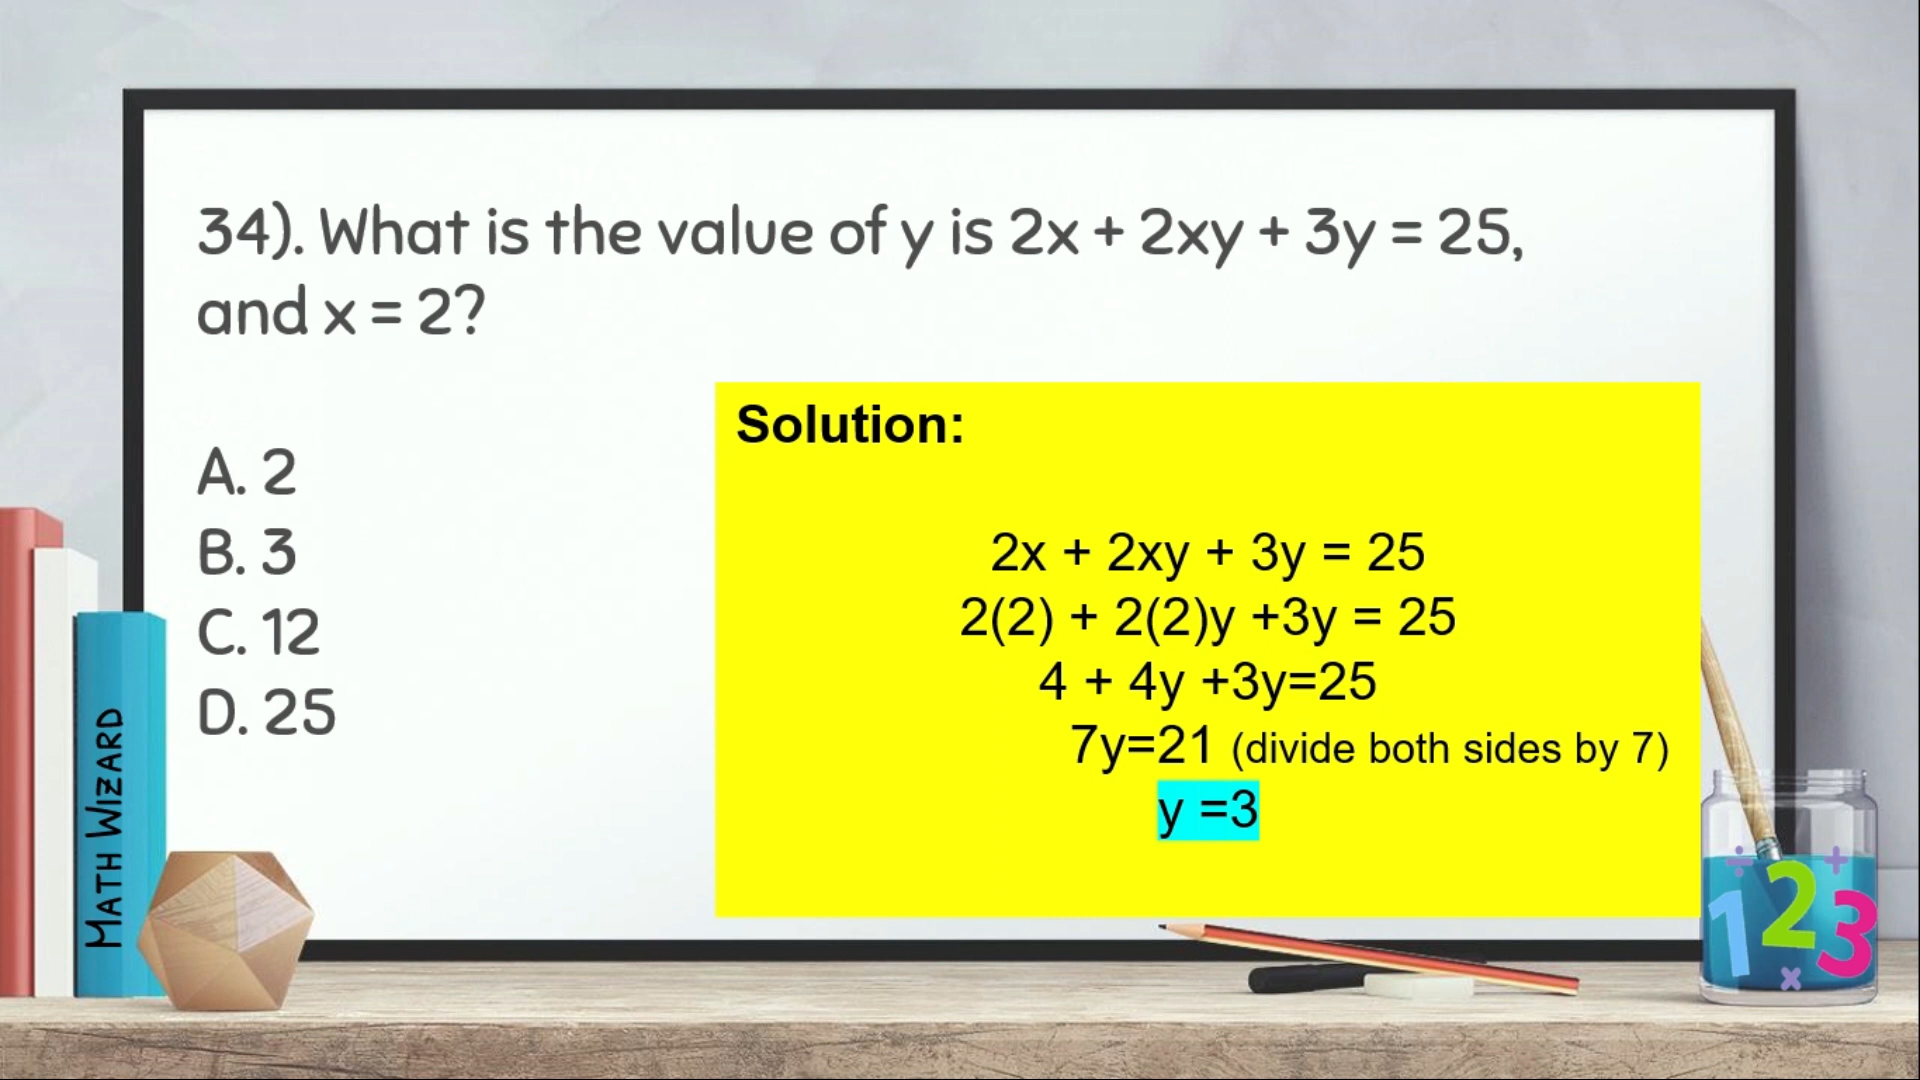 34). What is the value of y is 2x + 2xy + 3y = 25,
and x = 2?
A. 2
B. 3
C. 12
D. 25
Solution:
2x + 2xy + 3y = 25
2(2) + 2(2)y +3y = 25
4 + 4y +3y=25
7y=21 (divide both sides by 7)
y =3
MATH WIZARD
÷ +
123
x